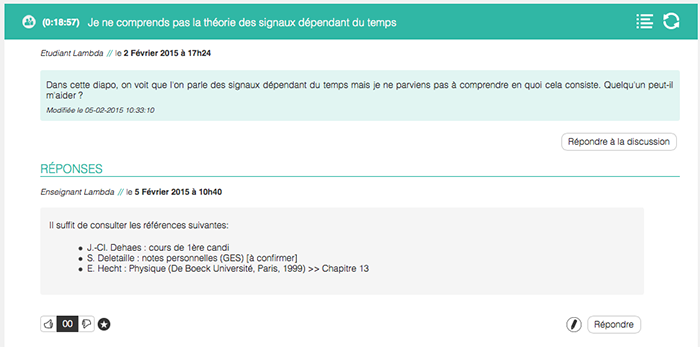 (0:18:57) Je ne comprends pas la théorie des signaux dépendant du temps
Etudiant Lambda // le 2 Février 2015 à 17h24
Dans cette diapo, on voit que l'on parle des signaux dépendant du temps mais je ne parviens pas à comprendre en quoi cela consiste. Quelqu'un peut-il
m'aider ?
Modifiée le 05-02-2015 10:33:10
Répondre à la discussion
RÉPONSES
Enseignant Lambda // le 5 Février 2015 à 10h40
Il suffit de consulter les références suivantes:
• J.-Cl. Dehaes : cours de 1ère candi
• S. Deletaille : notes personnelles (GES) [à confirmer]
• E. Hecht : Physique (De Boeck Université, Paris, 1999) >> Chapitre 13
00
Répondre